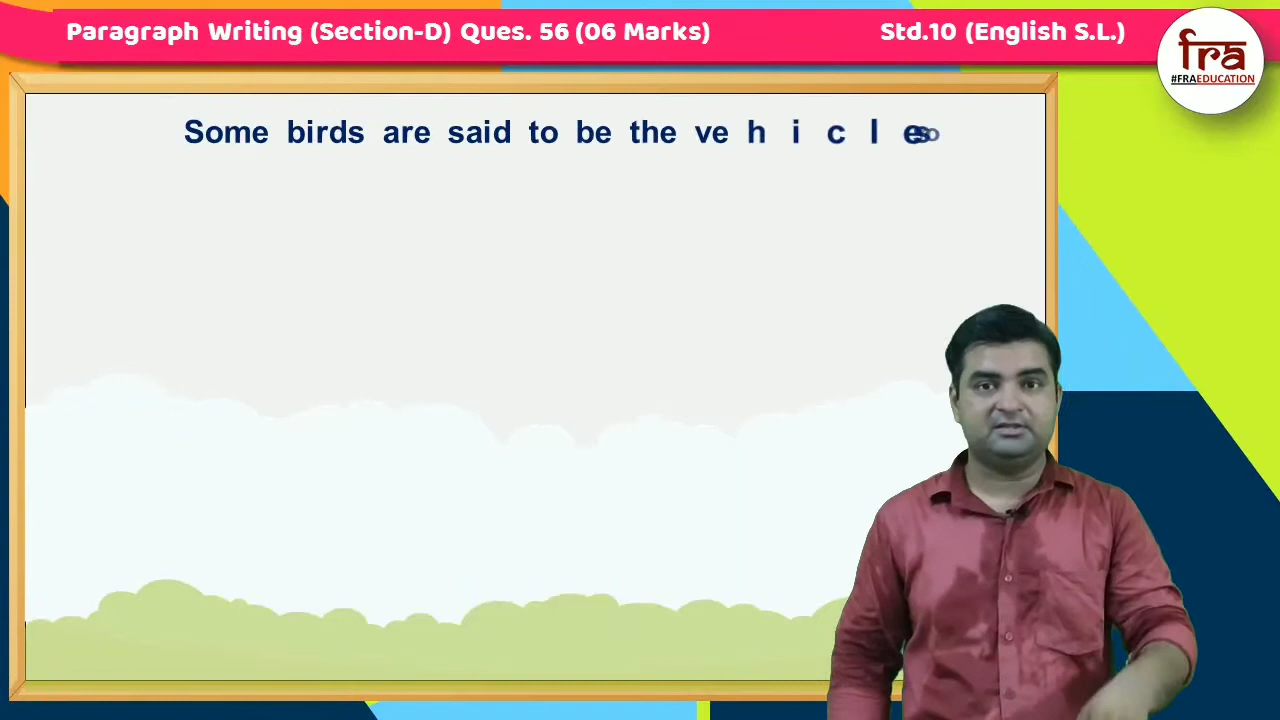 Paragraph Writing (Section-D) Ques. 56 (06 Marks) Std.10 (English S.L.)
fra
#FRAEDUCATION
Some birds are said to be the vehicles